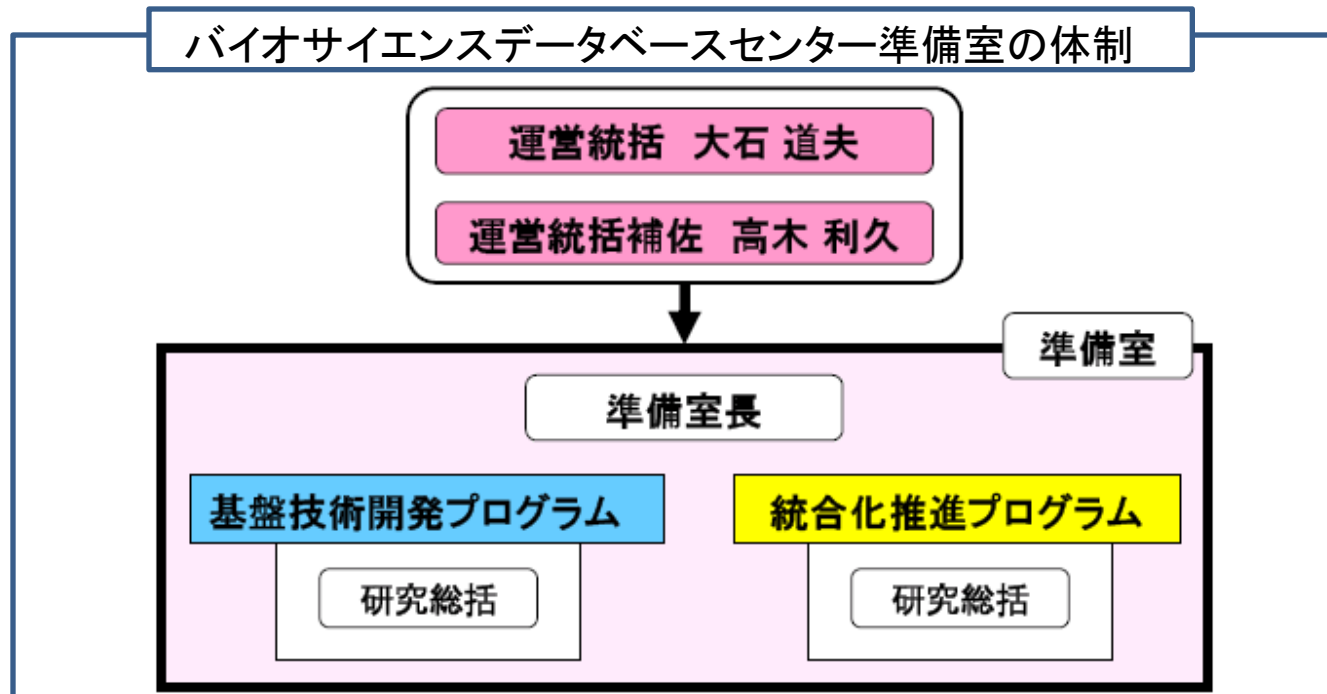 バイオサイエンスデータベースセンター準備室の体制
運営統括 大石 道夫
運営統括補佐 高木 利久
準備室
準備室長
基盤技術開発プログラム
統合化推進プログラム
研究総括
研究総括